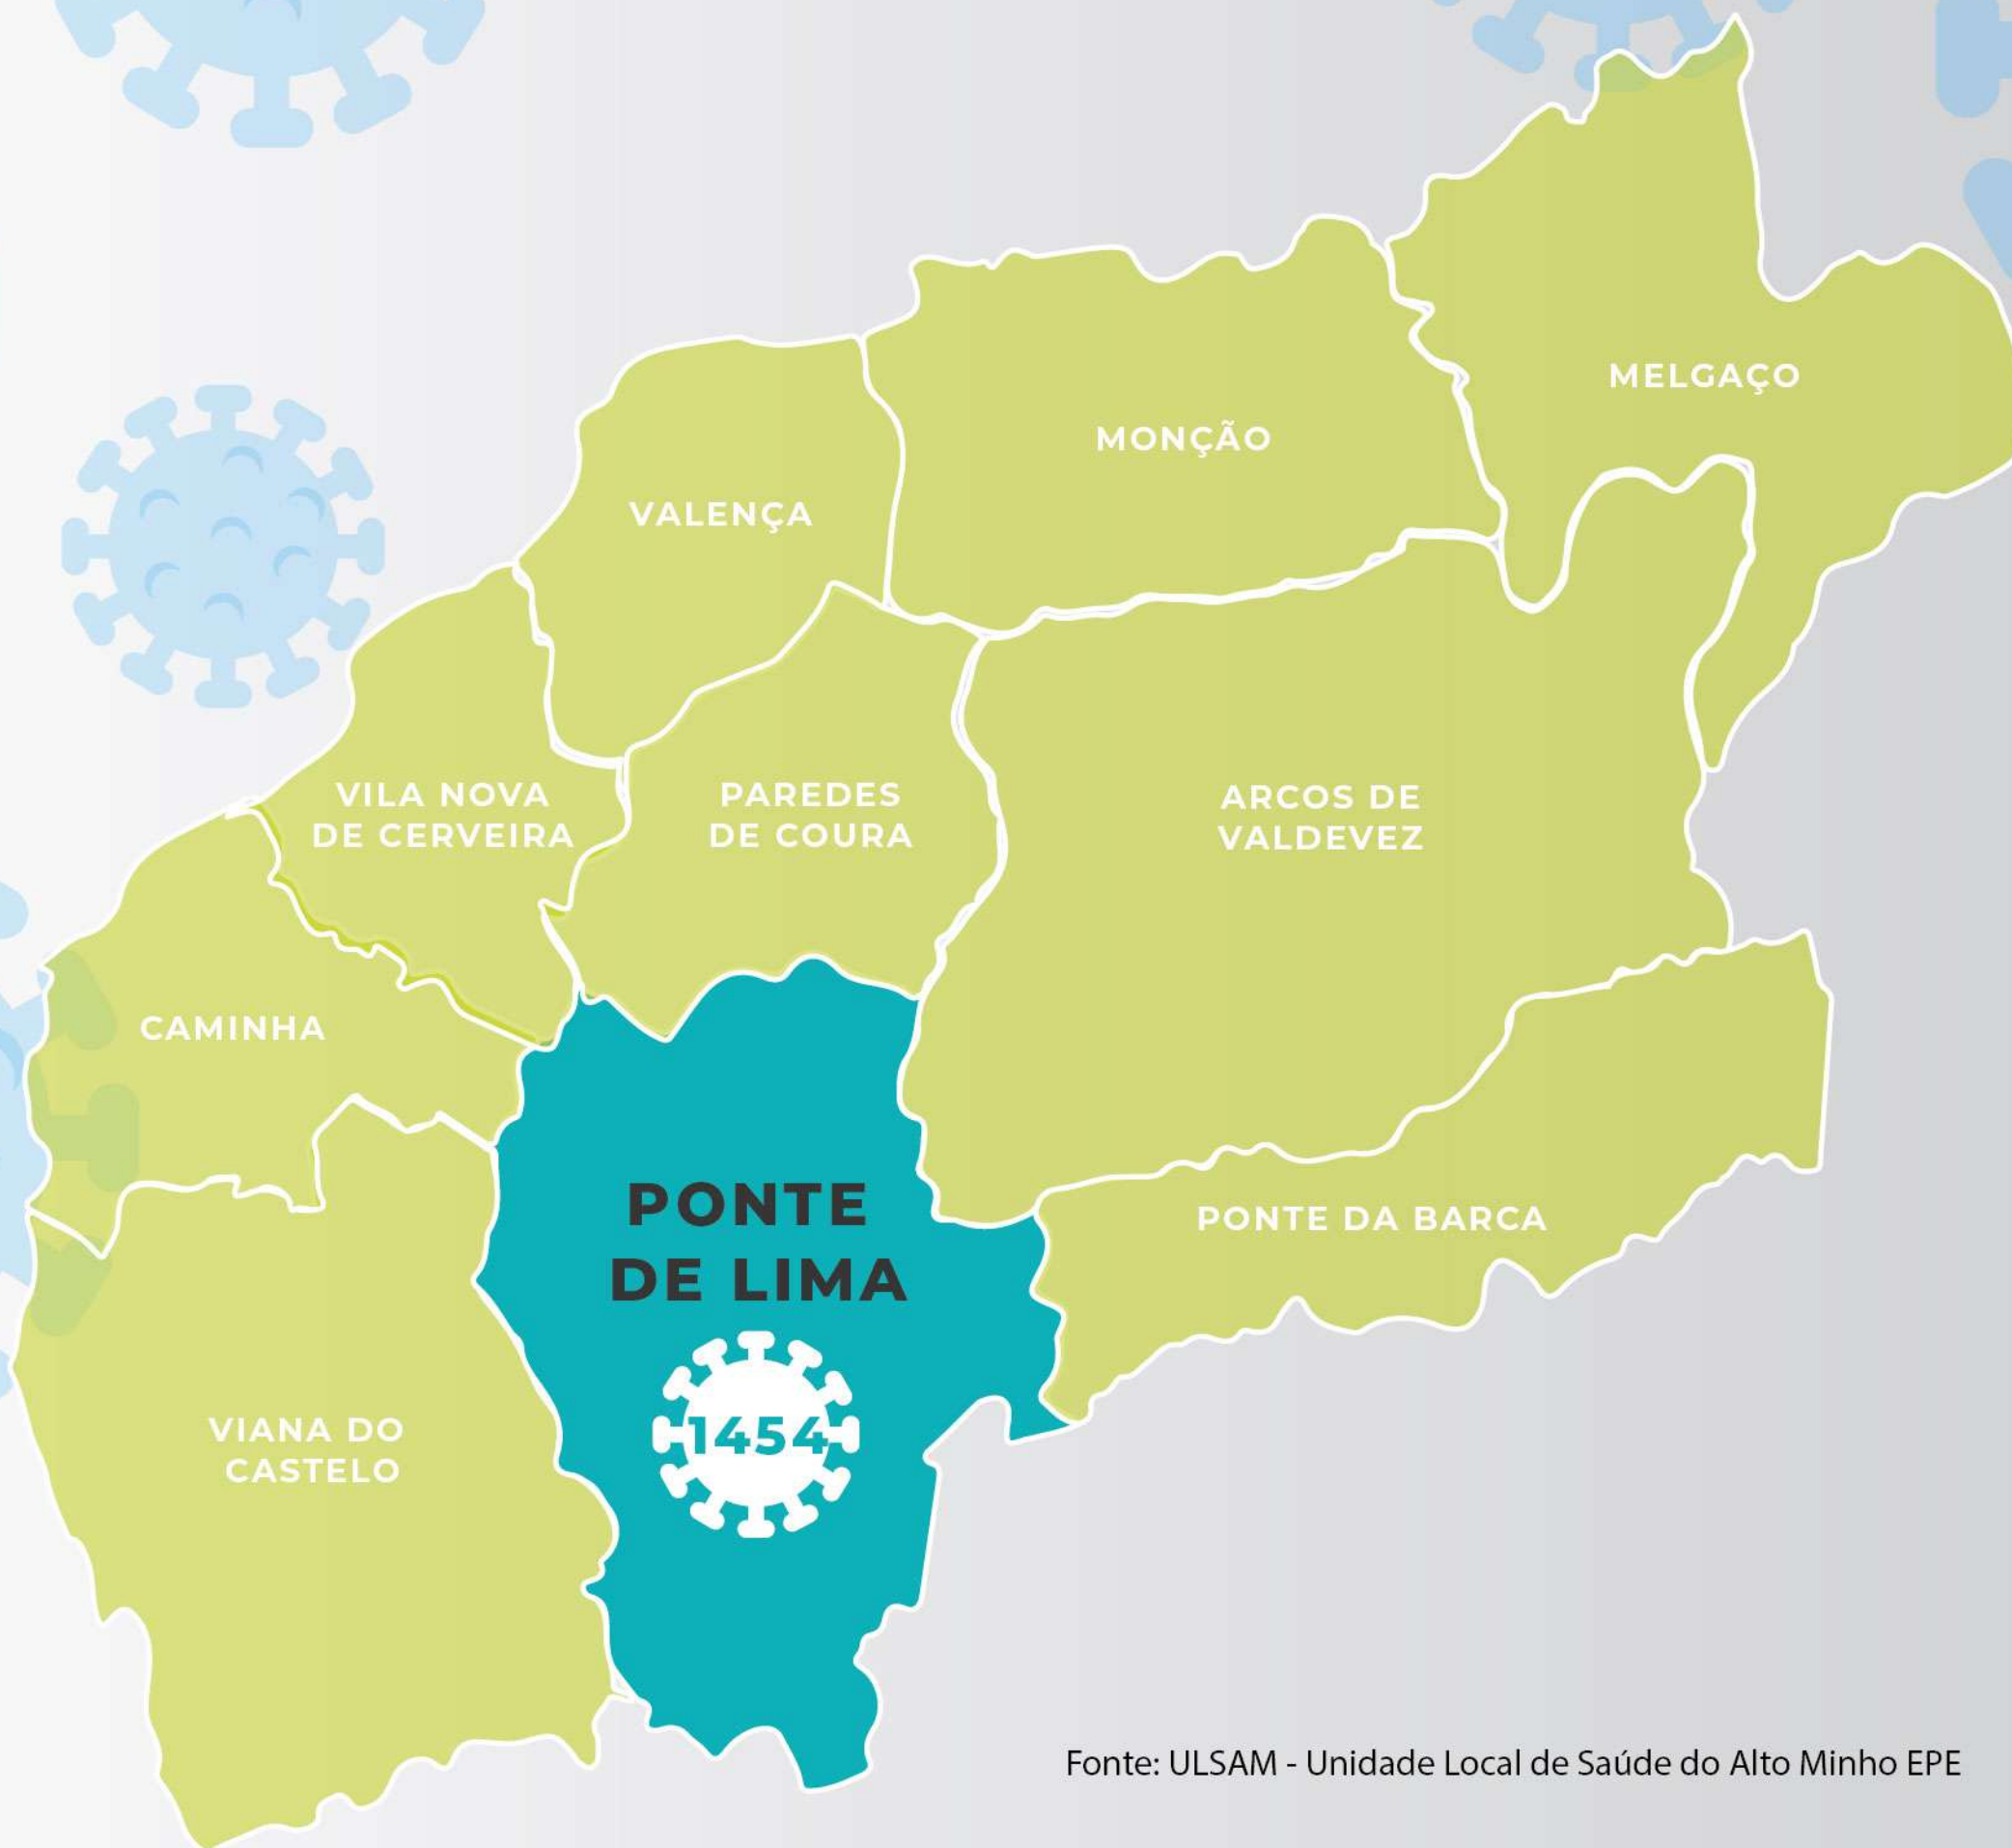 MELGAÇO
MONÇÃO
VALENÇA
VILA NOVA
DE CERVEIRA
PAREDES
DE COURA
ARCOS DE
VALDEVEZ
CAMINHA
PONTE
DE LIMA
1454
PONTE DA BARCA
VIANA DO
CASTELO
Fonte: ULSAM - Unidade Local de Saúde do Alto Minho EPE